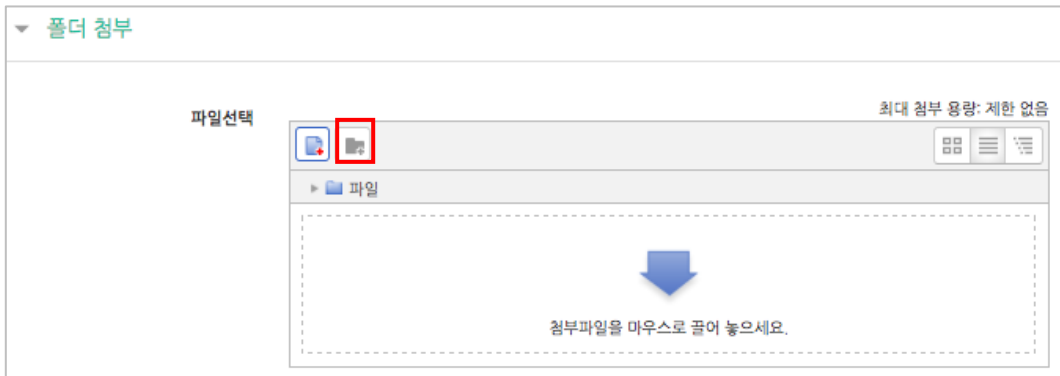 폴더 첨부
최대 첨부 용량: 제한 없음
파일선택
파일
첨부파일을 마우스로 끌어 놓으세요.